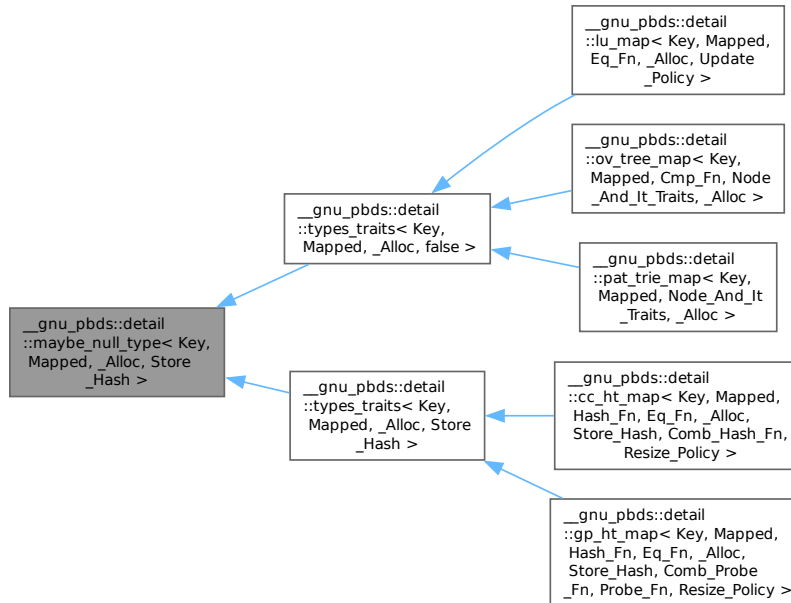 __gnu_pbds::detail
::lu_map< Key, Mapped,
Eq_Fn, _Alloc, Update
_Policy >
__gnu_pbds::detail
::ov_tree_map< Key,
Mapped, Cmp_Fn, Node
_And_It_Traits, _Alloc >
__gnu_pbds::detail
::types_traits< Key,
Mapped, _Alloc, false >
__gnu_pbds::detail
::pat_trie_map< Key,
Mapped, Node_And_It
_Traits, _Alloc >
__gnu_pbds::detail
::maybe_null_type< Key,
Mapped, _Alloc, Store
_Hash >
__gnu_pbds::detail
::types_traits< Key,
Mapped, _Alloc, Store
_Hash >
__gnu_pbds::detail
::cc_ht_map< Key, Mapped,
Hash_Fn, Eq_Fn, _Alloc,
Store_Hash, Comb_Hash_Fn,
Resize_Policy >
__gnu_pbds::detail
::gp_ht_map< Key, Mapped,
Hash_Fn, Eq_Fn, _Alloc,
Store_Hash, Comb_Probe
_Fn, Probe_Fn, Resize_Policy >